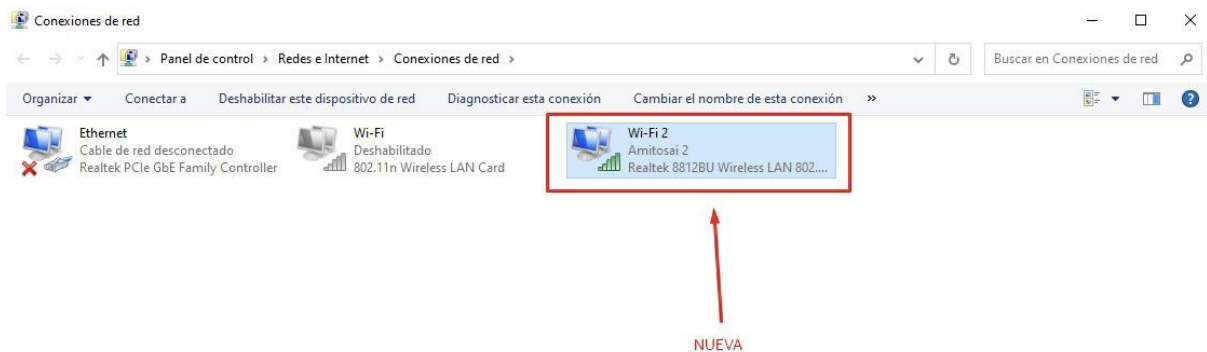 Conexiones de red
Panel de control > Redes e Internet > Conexiones de red >
Buscar en Conexiones de red
Organizar Conectar a Deshabilitar este dispositivo de red Diagnosticar esta conexión Cambiar el nombre de esta conexión »
Ethernet
Cable de red desconectado
Realtek PCIe GbE Family Controller
Wi-Fi
Deshabilitado
802.11n Wireless LAN Card
Wi-Fi 2
Amitosai 2
Realtek 8812BU Wireless LAN 802....
NUEVA